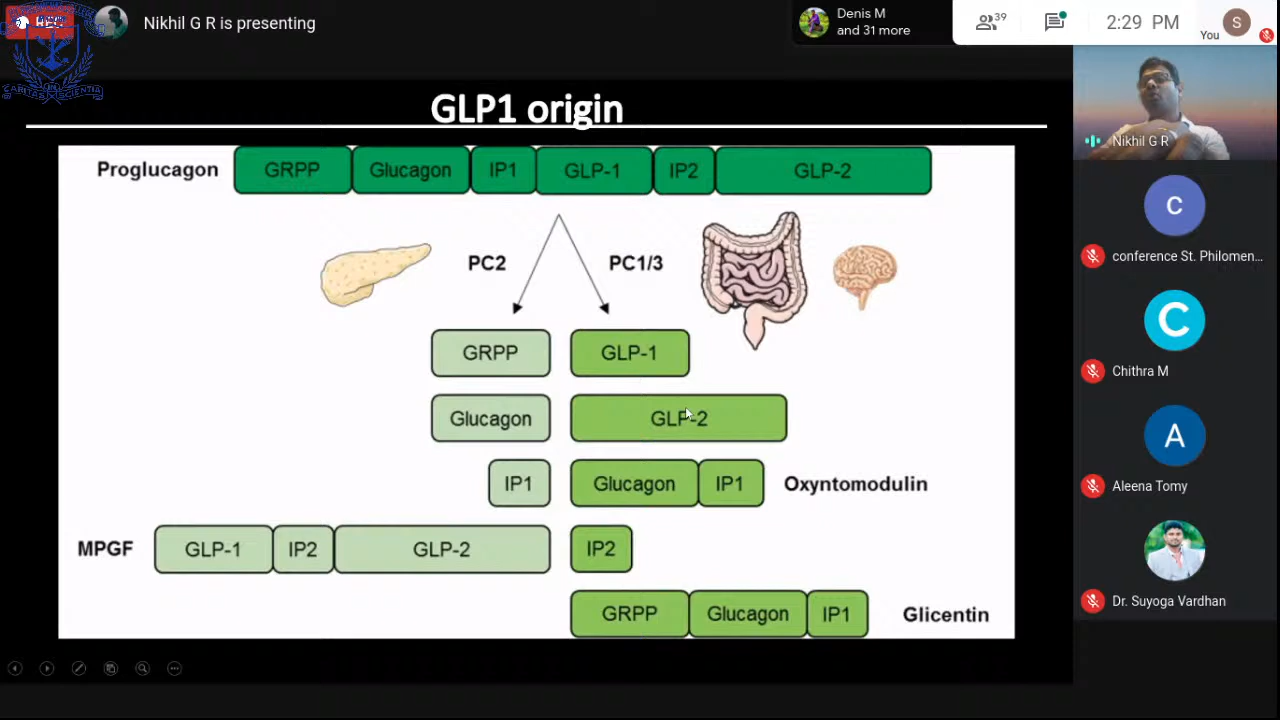 Nikhil G R is presenting
Denis M
and 31 more
39
2:29 PM
You
S
CARITAS SCIENTIA
GLP1 origin
Nikhil G R
Proglucagon GRPP Glucagon IP1 GLP-1 IP2 GLP-2
PC2 PC1/3
C
conference St. Philomen...
GRPP GLP-1
C
Chithra M
Glucagon GLP-2
A
Aleena Tomy
IP1 Glucagon IP1 Oxyntomodulin
MPGF GLP-1 IP2 GLP-2 IP2
GRPP Glucagon IP1 Glicentin
Dr. Suyoga Vardhan